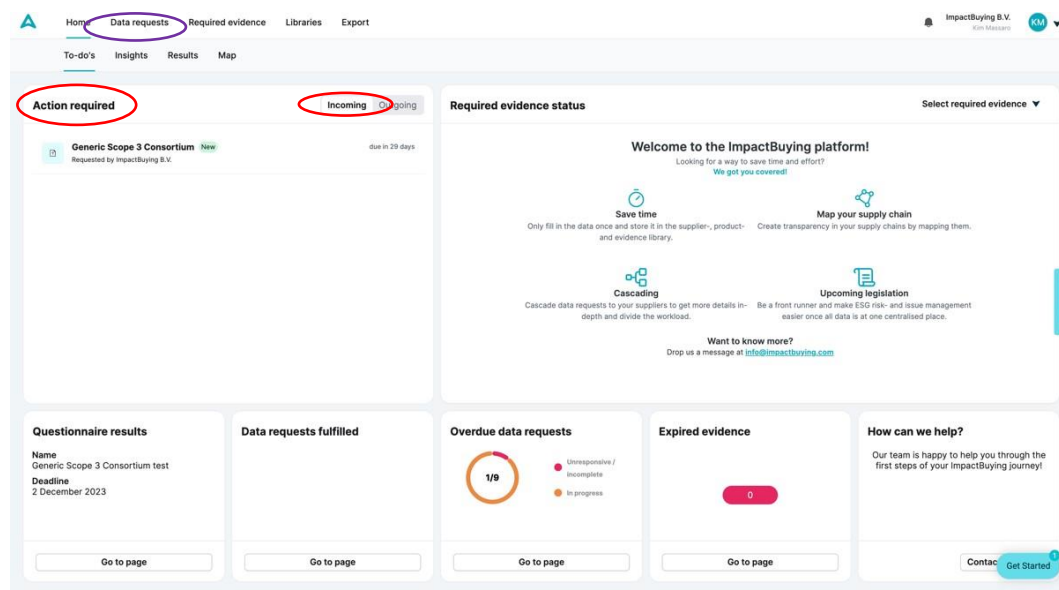 Home Data requests Required evidence Libraries Export
ImpactBuying B.V.
Kim Massaro
KM
To-do's Insights Results Map
Action required
Incoming Outgoing
Generic Scope 3 Consortium New
due in 29 days
Requested by ImpactBuying B.V.
Required evidence status
Select required evidence
Welcome to the ImpactBuying platform!
Looking for a way to save time and effort?
We got you covered!
Save time
Only fill in the data once and store it in the supplier-, product-
and evidence library.
Map your supply chain
Create transparency in your supply chains by mapping them.
Cascading
Cascade data requests to your suppliers to get more details in-
depth and divide the workload.
Upcoming legislation
Be a front runner and make ESG risk- and issue management
easier once all data is at one centralised place.
Want to know more?
Drop us a message at info@impactbuying.com
Questionnaire results
Name
Generic Scope 3 Consortium test
Deadline
2 December 2023
Go to page
Data requests fulfilled
Go to page
Overdue data requests
1/9
Unresponsive /
Incomplete
In progress
Go to page
Expired evidence
0
Go to page
How can we help?
Our team is happy to help you through the
first steps of your ImpactBuying journey!
Contac
Get Started
1